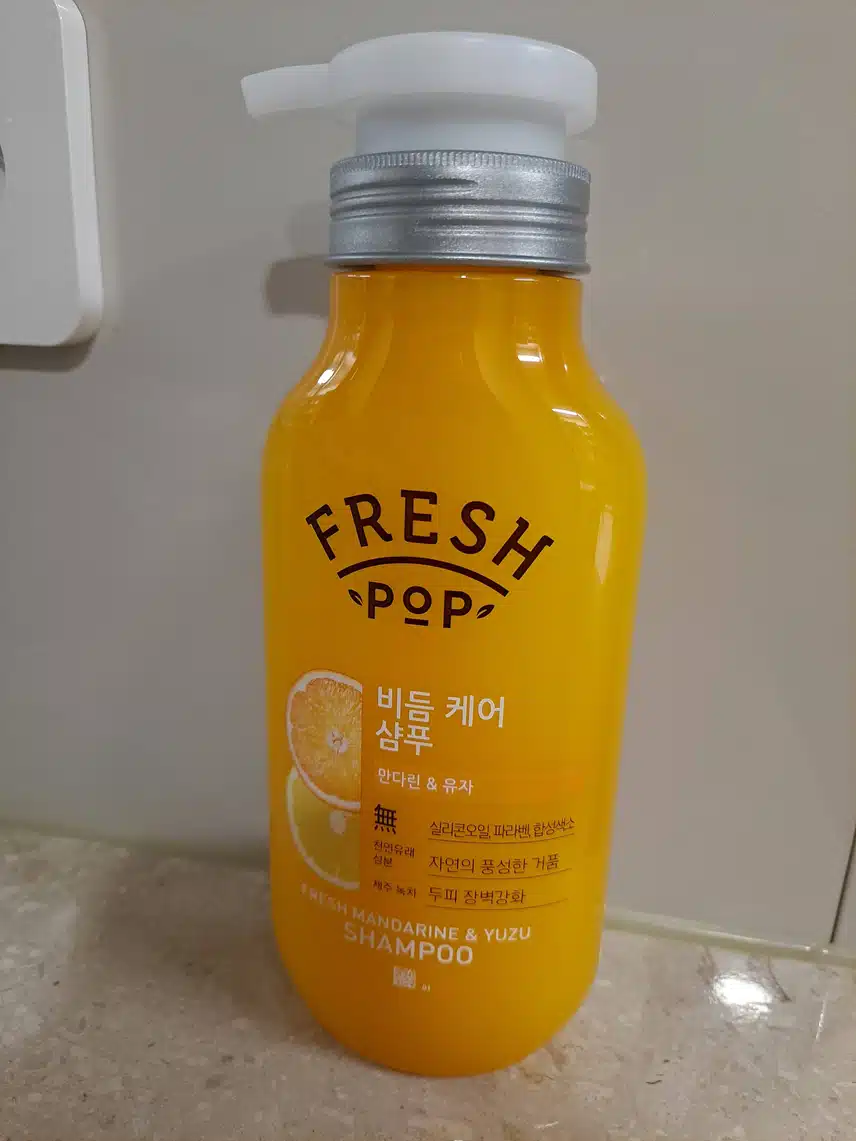 FRESH
POP
비듬 케어
샴푸
만다린 & 유자
無 실리콘오일, 파라벤, 합성색소
천연유래
성분 자연의 풍성한 거품
제주 녹차 두피 장벽강화
FRESH MANDARINE & YUZU
SHAMPOO